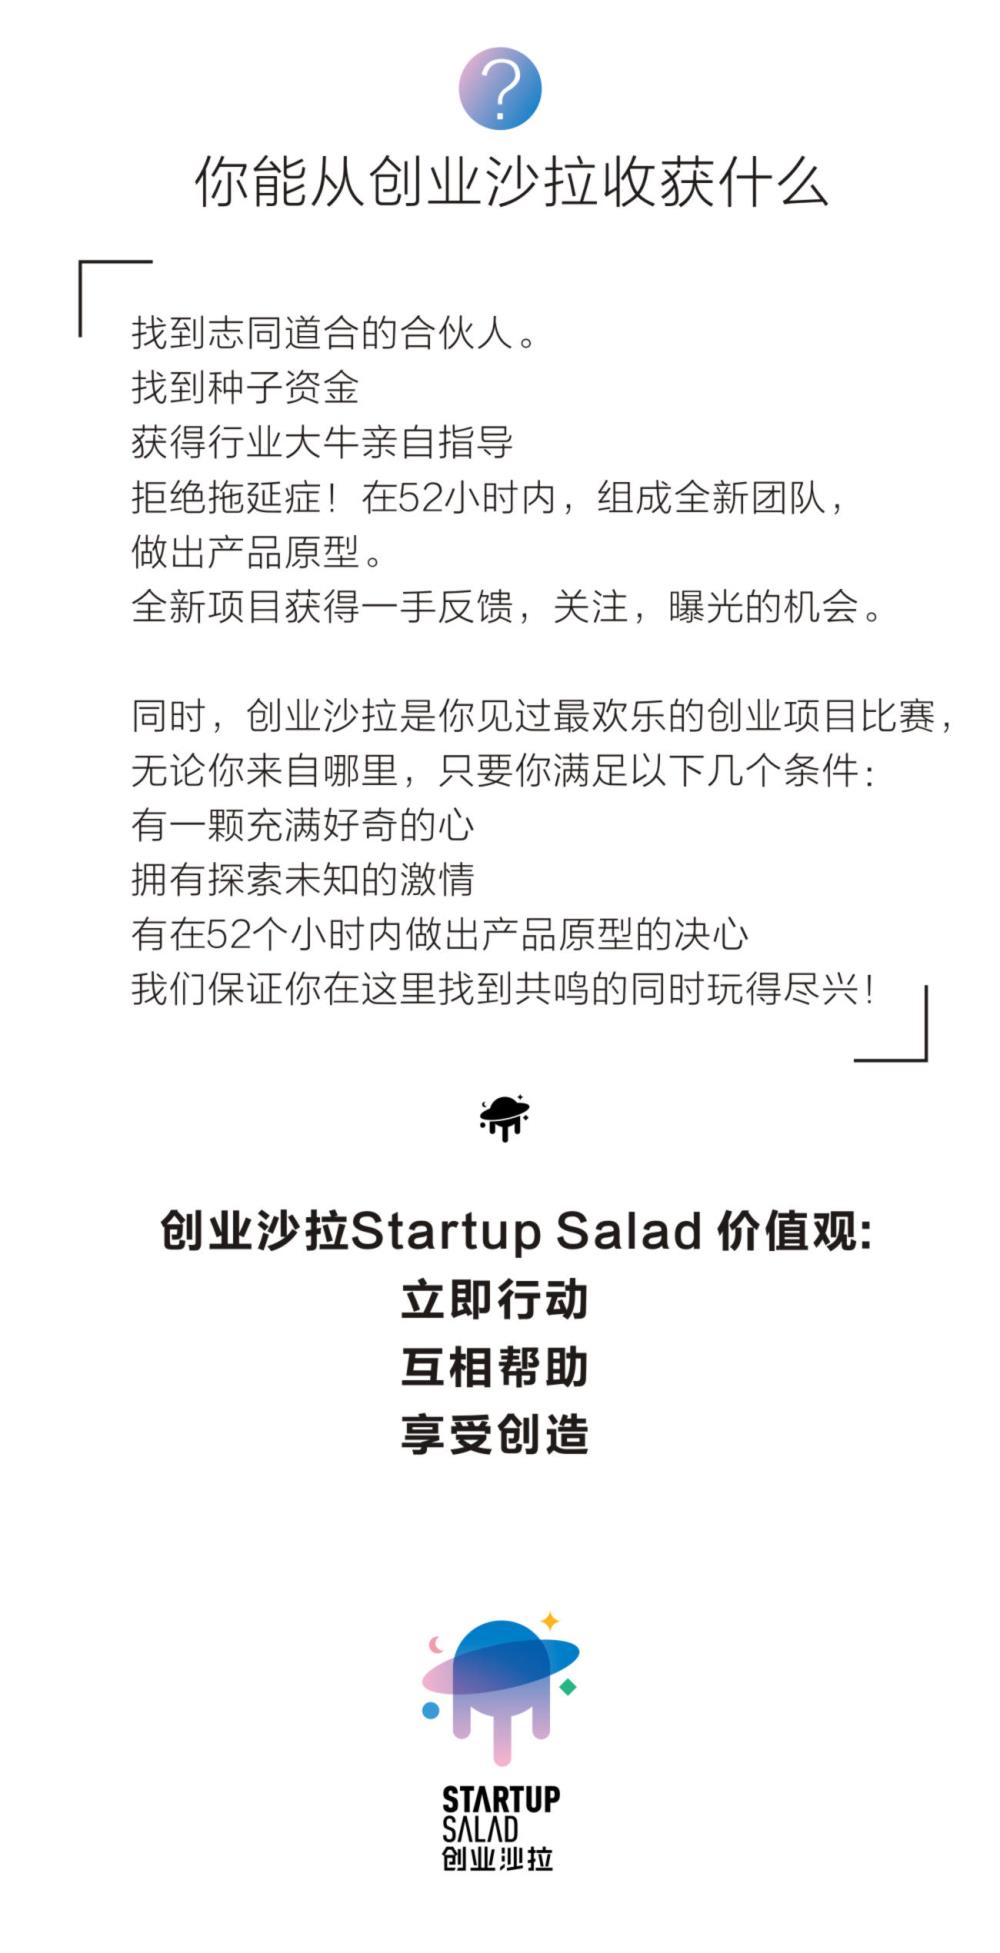 ?
你能从创业沙拉收获什么
找到志同道合的合伙人。
找到种子资金
获得行业大牛亲自指导
拒绝拖延症！在52小时内，组成全新团队，
做出产品原型。
全新项目获得一手反馈，关注，曝光的机会。
同时，创业沙拉是你见过最欢乐的创业项目比赛，
无论你来自哪里，只要你满足以下几个条件：
有一颗充满好奇的心
拥有探索未知的激情
有在52个小时内做出产品原型的决心
我们保证你在这里找到共鸣的同时玩得尽兴！
创业沙拉Startup Salad 价值观:
立即行动
互相帮助
享受创造
STARTUP
SALAD
创业沙拉